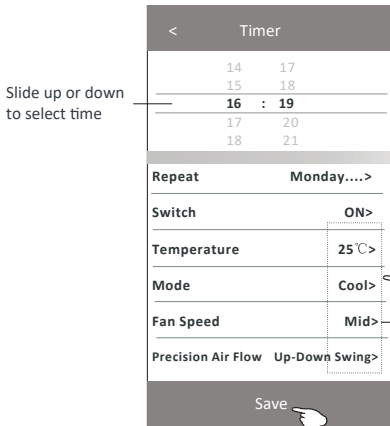 < Timer
14 17
15 18
Slide up or down
to select time
16 : 19
17 20
18 21
Repeat Monday....>
Switch ON>
Temperature 25℃>
Mode Cool>
Fan Speed Mid>
Precision Air Flow Up-Down Swing>
Save